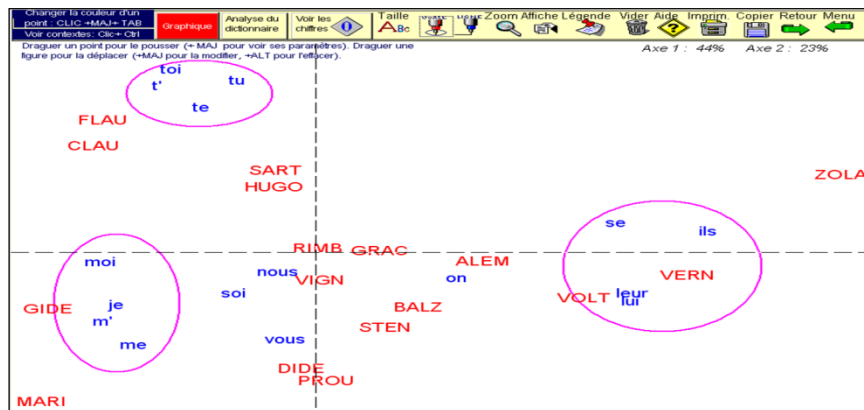 Changer la couleur d'un
point : CLIC +MAJ+ TAB
Voir contextes: Clic+ Ctrl
Graphique
Analyse du
dictionnaire
Voir les
chiffres
0
Taille
ABc
Zoom
Affiche
Légende
Vider
Aide
Imprim.
Copier
Retour
Menu
Draguer un point pour le pousser (+ MAJ pour voir ses paramètres). Draguer une
figure pour la déplacer (+MAJ pour la modifier, +ALT pour l'effacer).
Axe 1 : 44% Axe 2 : 23%
toi
t'
tu
te
FLAU
CLAU
SART
HUGO
ZOLA
se
ils
RIMB
GRAC
moi
nous
VIGN
ALEM
on
VERN
soi
leur
VOLT
lui
GIDE
je
m'
BALZ
STEN
me
vous
DIDE
PROU
MARI